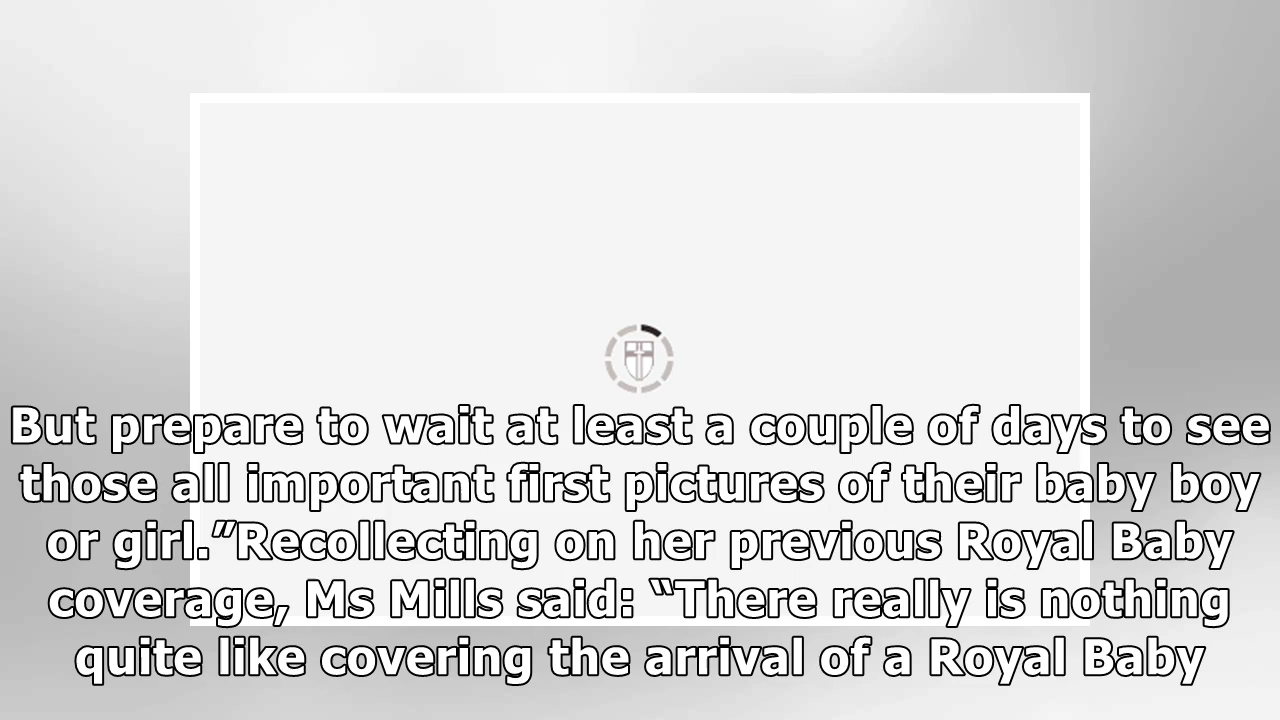 But prepare to wait at least a couple of days to see
those all important first pictures of their baby boy
or girl.”Recollecting on her previous Royal Baby
coverage, Ms Mills said: “There really is nothing
quite like covering the arrival of a Royal Baby